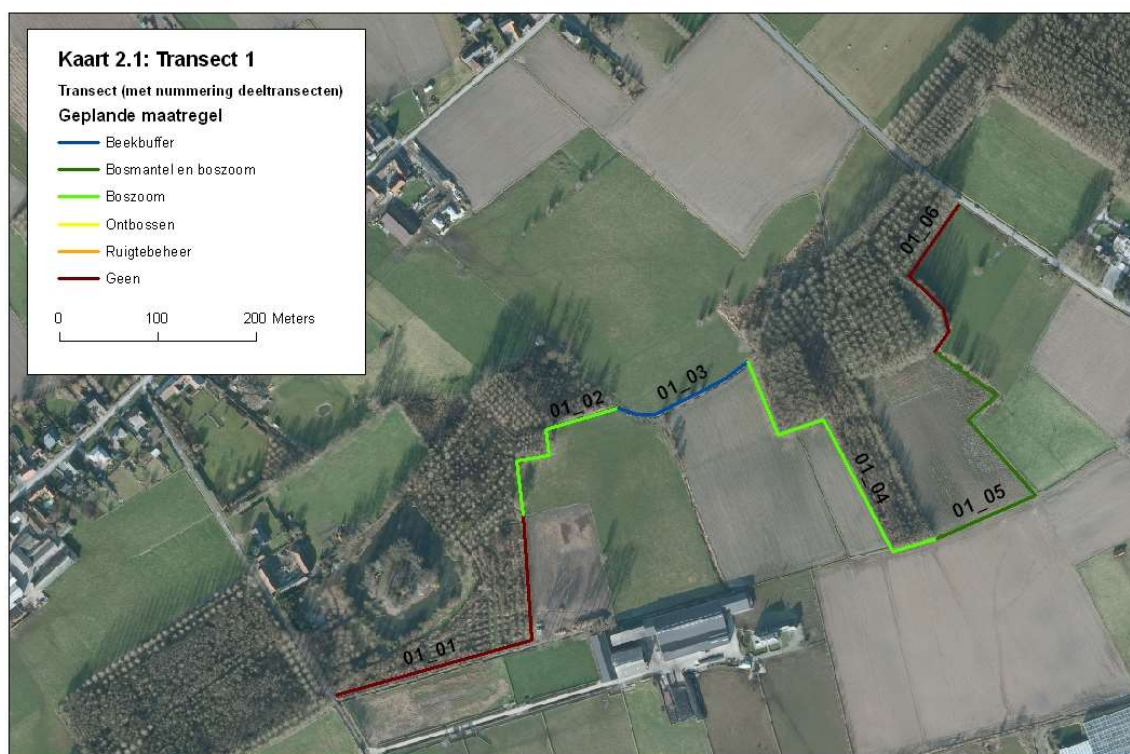 Kaart 2.1: Transect 1
Transect (met nummering deeltransecten)
Geplande maatregel
Beekbuffer
Bosmantel en boszoom
Boszoom
Ontbossen
Ruigtebeheer
Geen
0 100 200 Meters
01_06
01_03
01_02
01_04
01_05
01_01